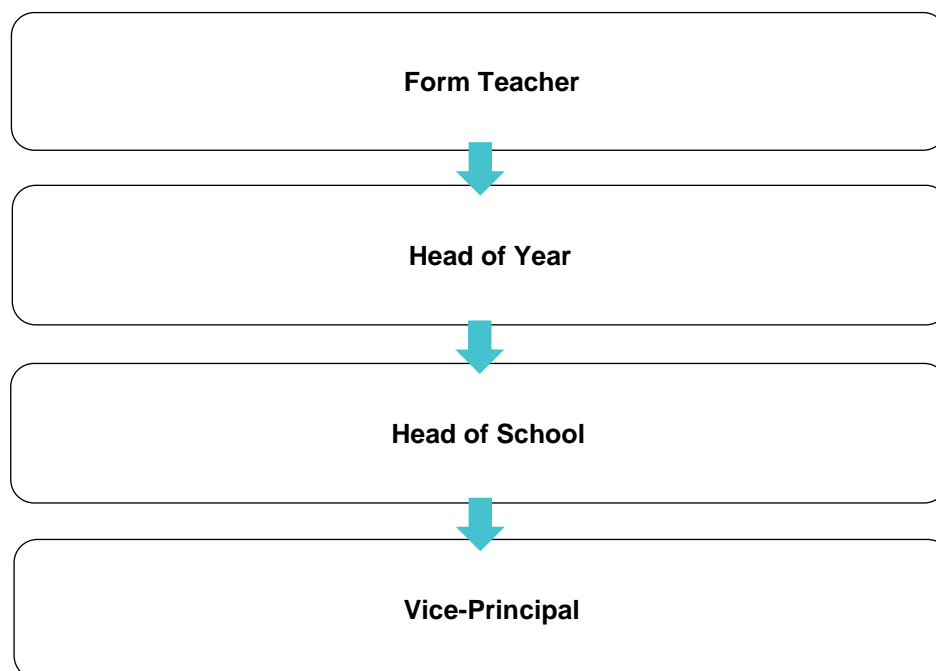 Form Teacher
Head of Year
Head of School
Vice-Principal